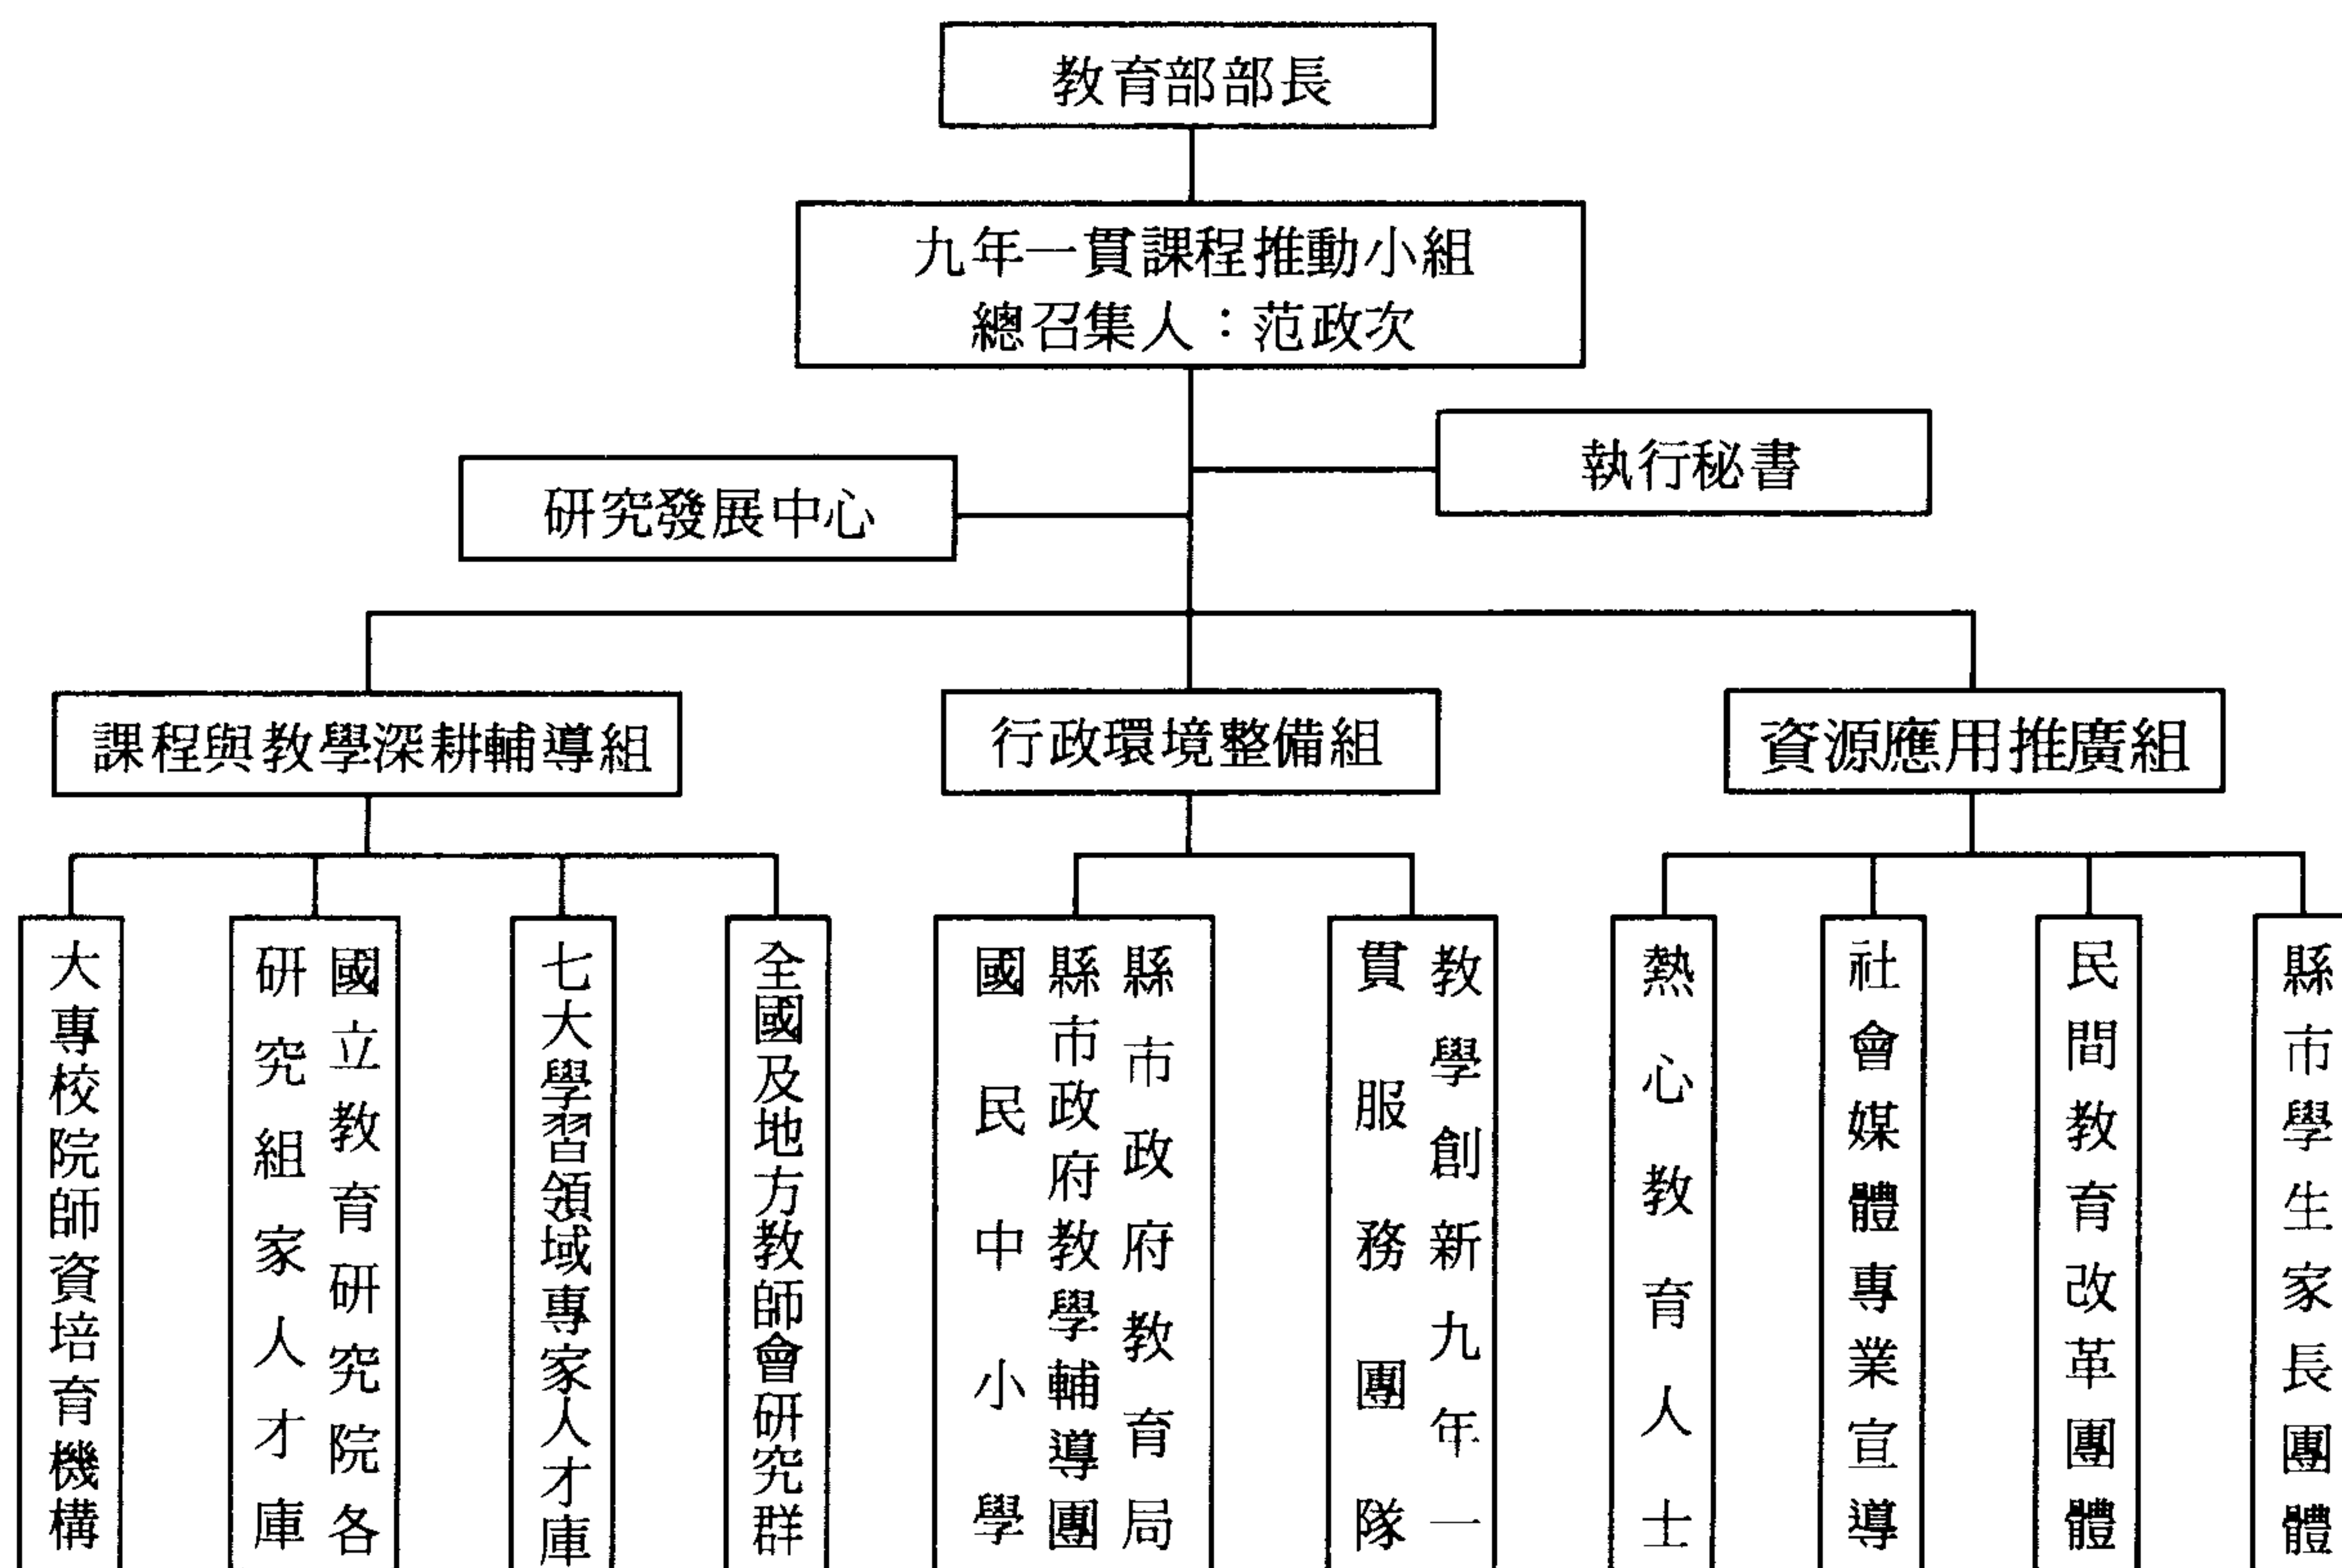 教育部部長
九年一貫課程推動小組
總召集人：范政次
執行秘書
研究發展中心
課程與教學深耕輔導組
行政環境整備組
資源應用推廣組
大專校院師資培育機構
國立教育研究院各
研究組家人才庫
七大學習領域專家人才庫
全國及地方教師會研究群
縣市政府教育局
縣市政府教學輔導團
國民中小學
教學創新九年一
貫服務團隊
熱心教育人士
社會媒體專業宣導
民間教育改革團體
縣市學生家長團體